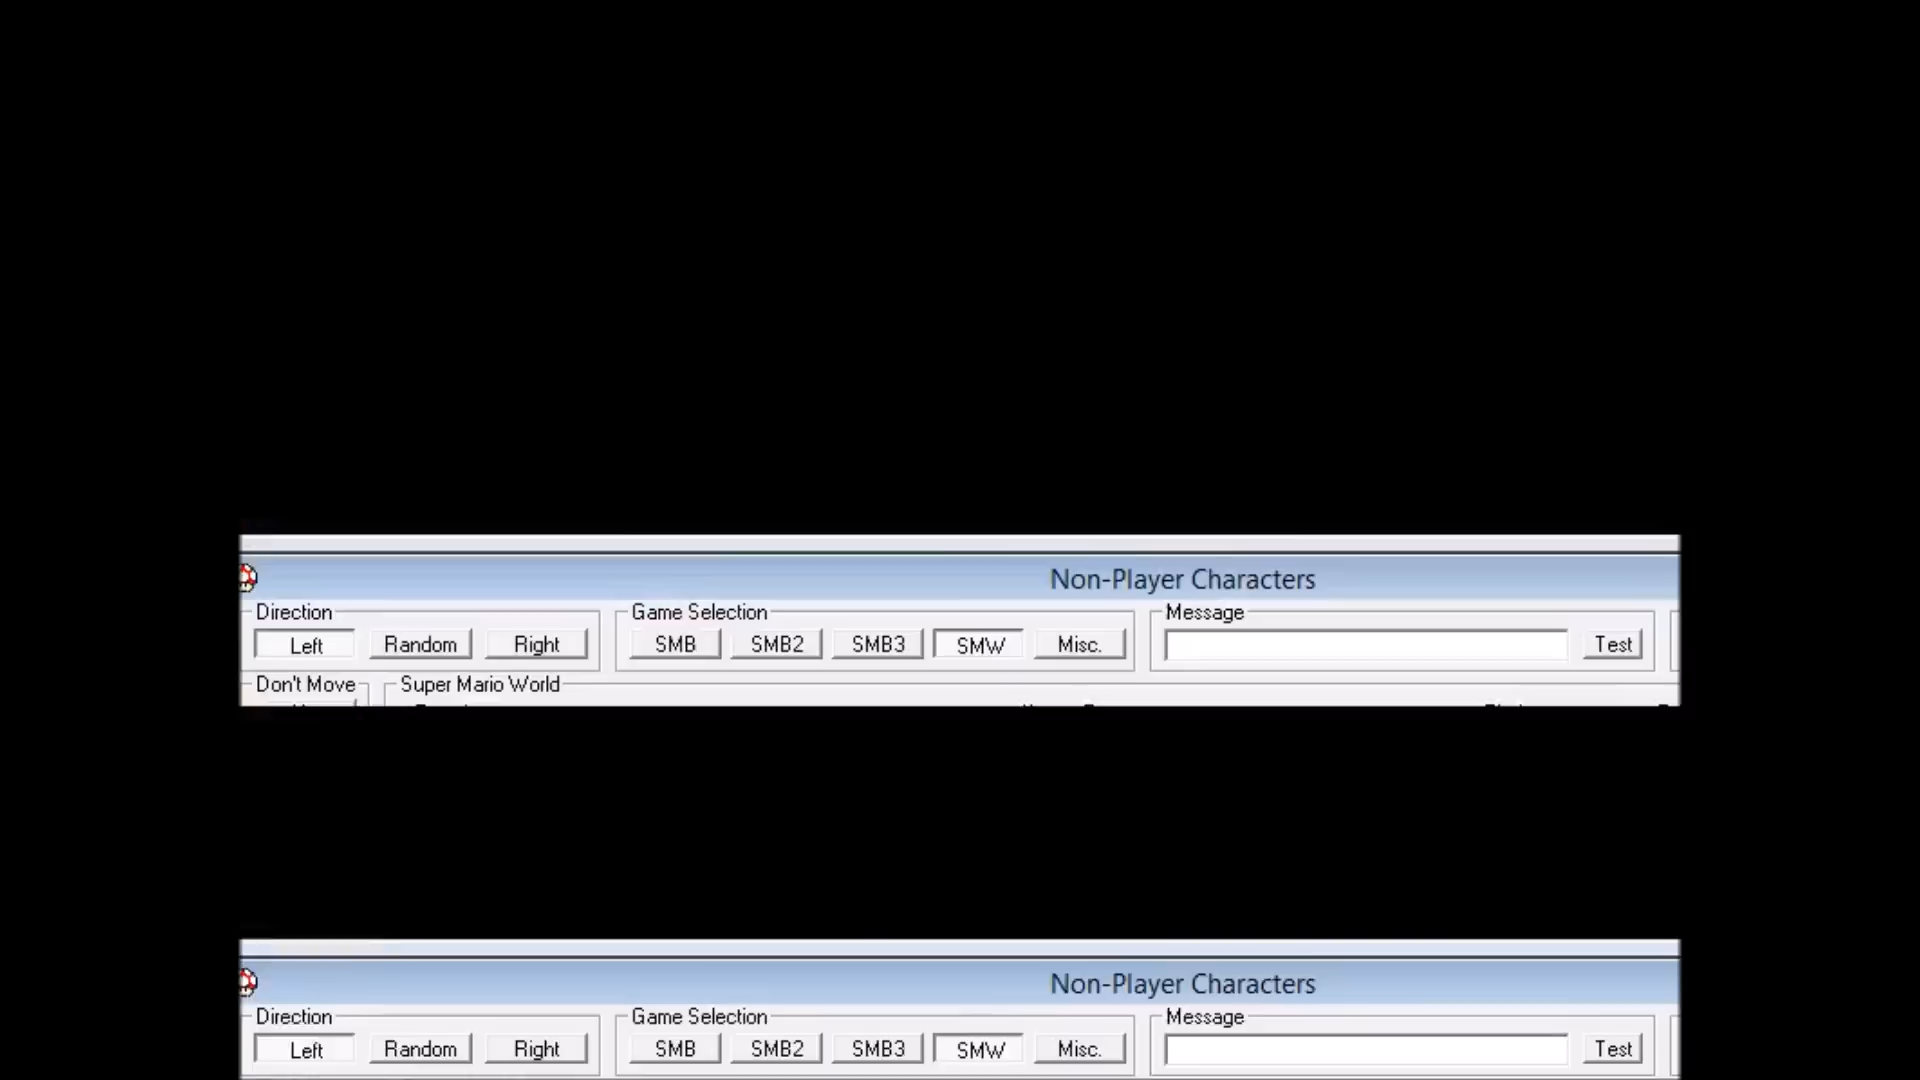 Non-Player Characters
Direction Game Selection Message
Left Random Right SMB SMB2 SMB3 SMW Misc. Test
Don't Move Super Mario World
Non-Player Characters
Direction Game Selection Message
Left Random Right SMB SMB2 SMB3 SMW Misc. Test